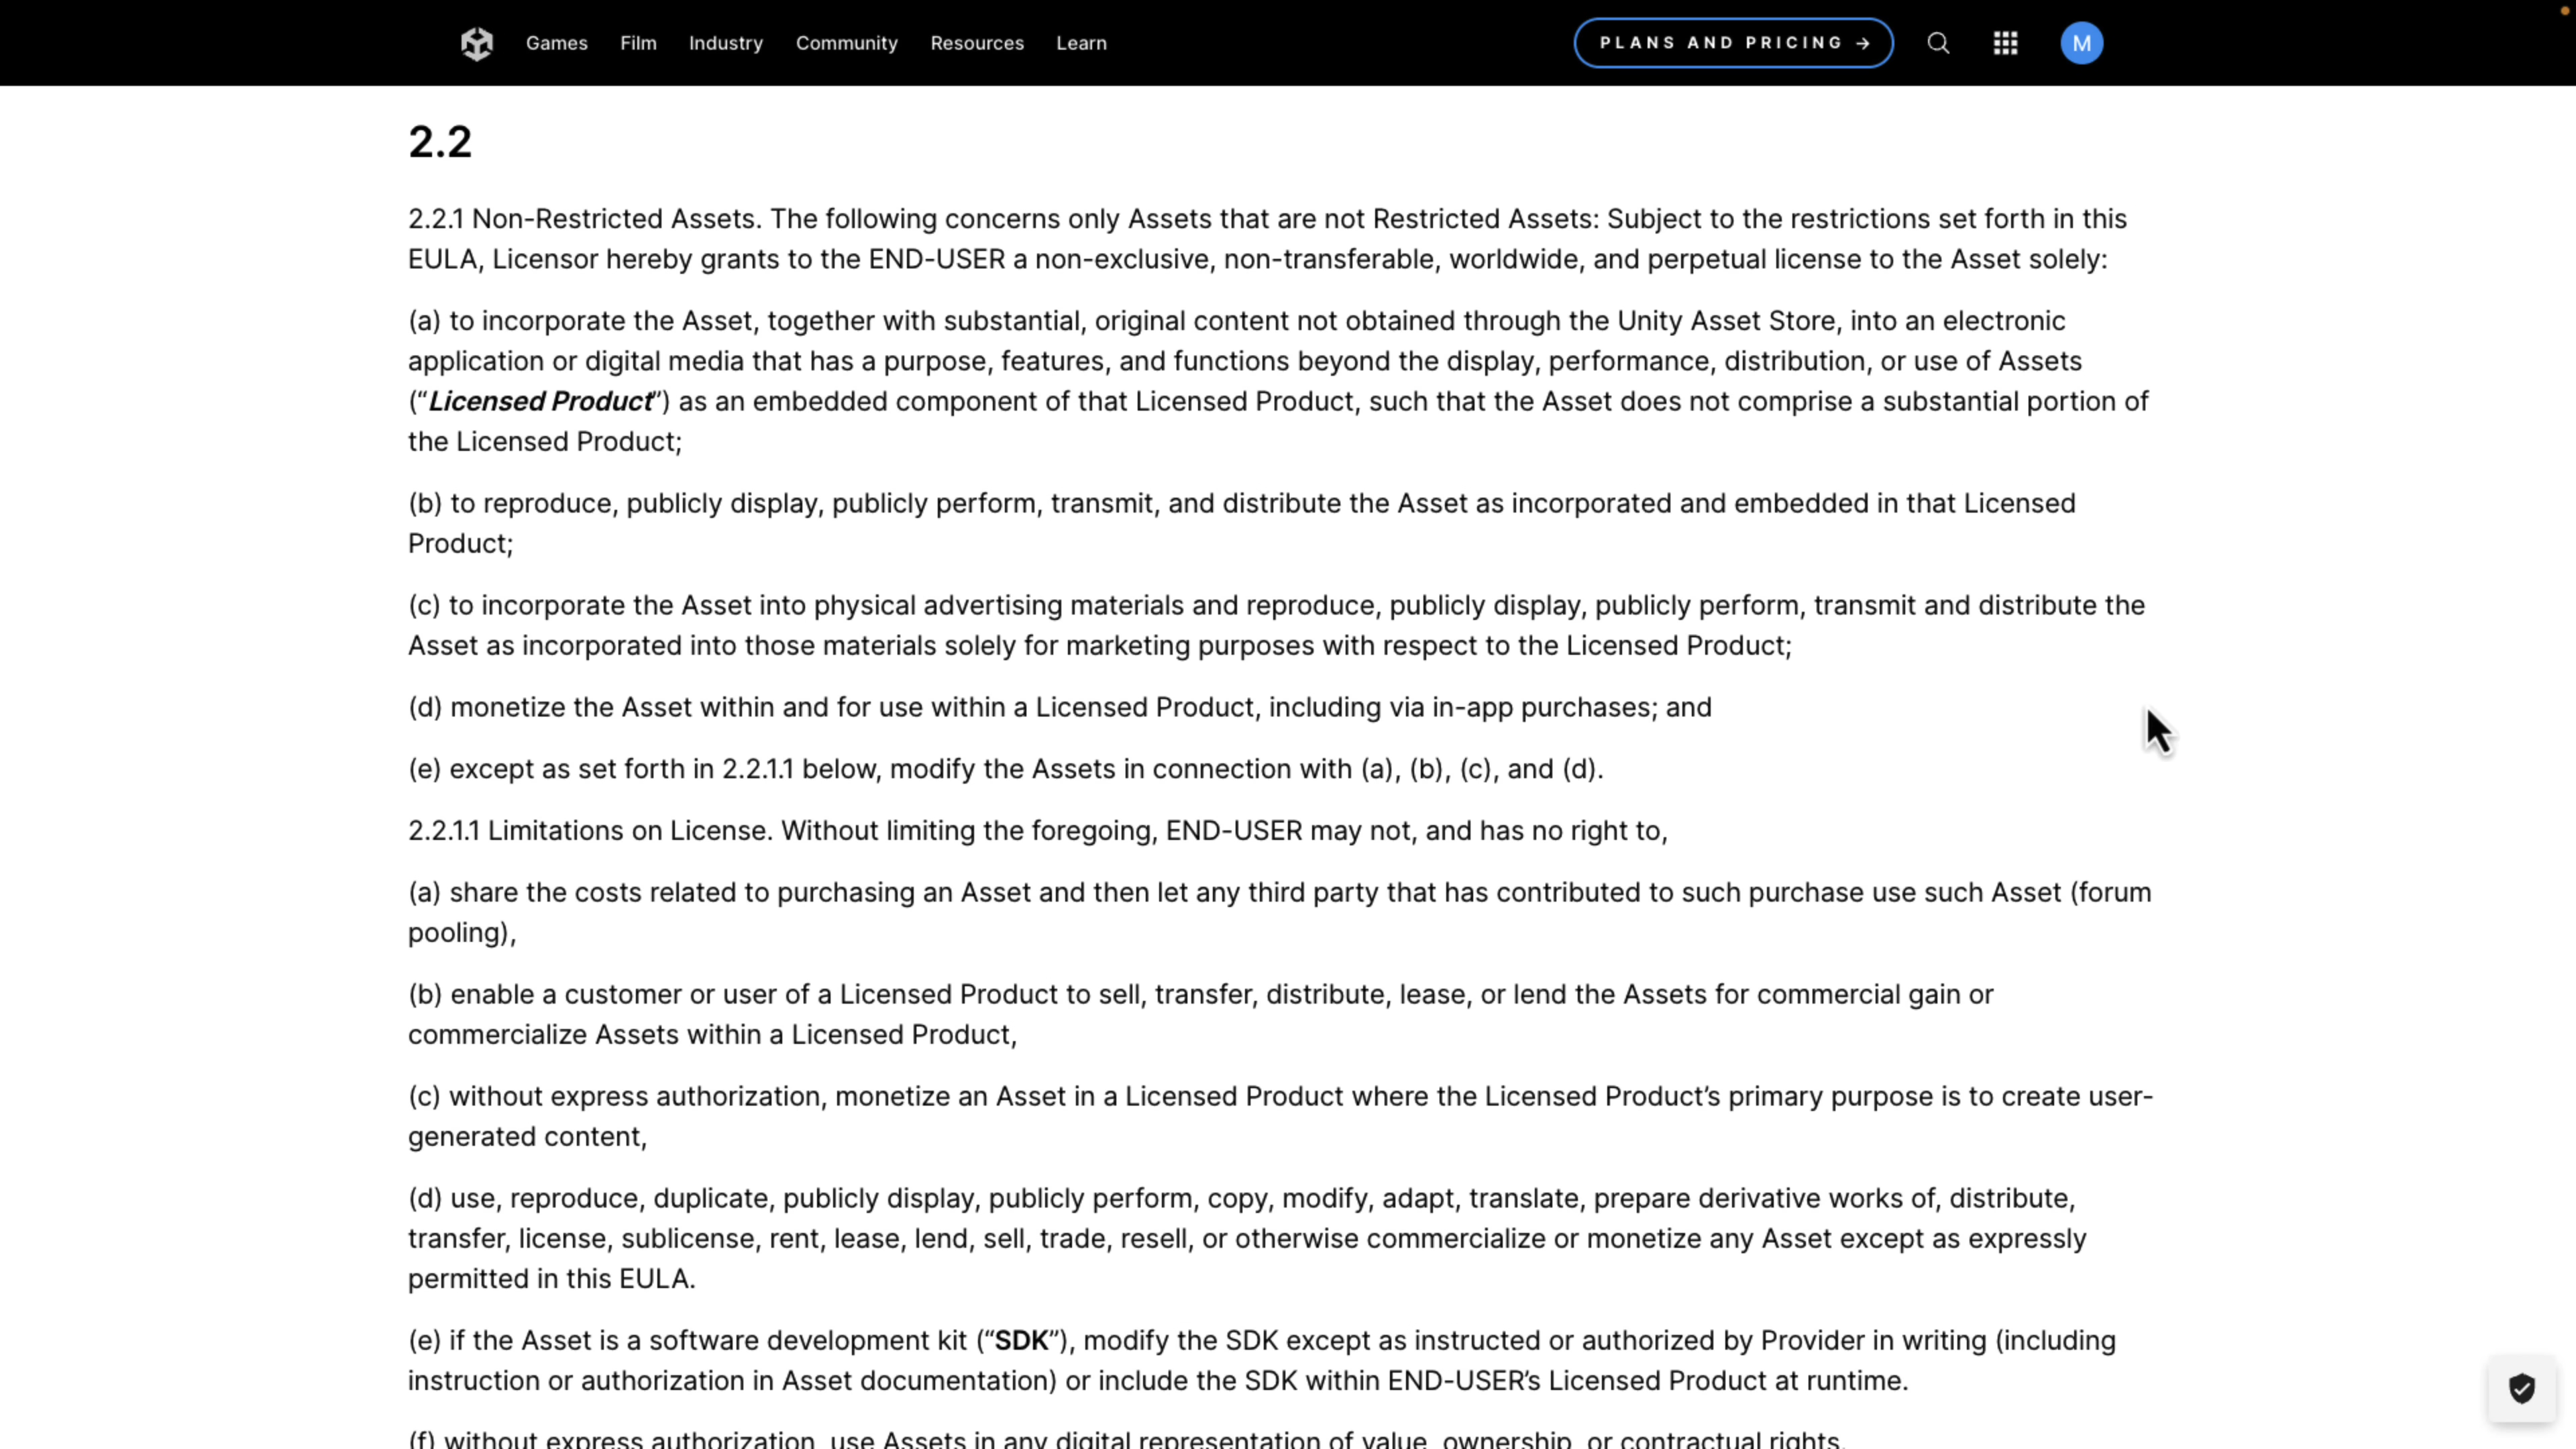 Games Film Industry Community Resources Learn PLANS AND PRICING → M
2.2
2.2.1 Non-Restricted Assets. The following concerns only Assets that are not Restricted Assets: Subject to the restrictions set forth in this
EULA, Licensor hereby grants to the END-USER a non-exclusive, non-transferable, worldwide, and perpetual license to the Asset solely:
(a) to incorporate the Asset, together with substantial, original content not obtained through the Unity Asset Store, into an electronic
application or digital media that has a purpose, features, and functions beyond the display, performance, distribution, or use of Assets
(“Licensed Product”) as an embedded component of that Licensed Product, such that the Asset does not comprise a substantial portion of
the Licensed Product;
(b) to reproduce, publicly display, publicly perform, transmit, and distribute the Asset as incorporated and embedded in that Licensed
Product;
(c) to incorporate the Asset into physical advertising materials and reproduce, publicly display, publicly perform, transmit and distribute the
Asset as incorporated into those materials solely for marketing purposes with respect to the Licensed Product;
(d) monetize the Asset within and for use within a Licensed Product, including via in-app purchases; and
(e) except as set forth in 2.2.1.1 below, modify the Assets in connection with (a), (b), (c), and (d).
2.2.1.1 Limitations on License. Without limiting the foregoing, END-USER may not, and has no right to,
(a) share the costs related to purchasing an Asset and then let any third party that has contributed to such purchase use such Asset (forum
pooling),
(b) enable a customer or user of a Licensed Product to sell, transfer, distribute, lease, or lend the Assets for commercial gain or
commercialize Assets within a Licensed Product,
(c) without express authorization, monetize an Asset in a Licensed Product where the Licensed Product’s primary purpose is to create user-
generated content,
(d) use, reproduce, duplicate, publicly display, publicly perform, copy, modify, adapt, translate, prepare derivative works of, distribute,
transfer, license, sublicense, rent, lease, lend, sell, trade, resell, or otherwise commercialize or monetize any Asset except as expressly
permitted in this EULA.
(e) if the Asset is a software development kit (“SDK”), modify the SDK except as instructed or authorized by Provider in writing (including
instruction or authorization in Asset documentation) or include the SDK within END-USER’s Licensed Product at runtime.
(f) without express authorization, use Assets in any digital representation of value, ownership, or contractual rights.